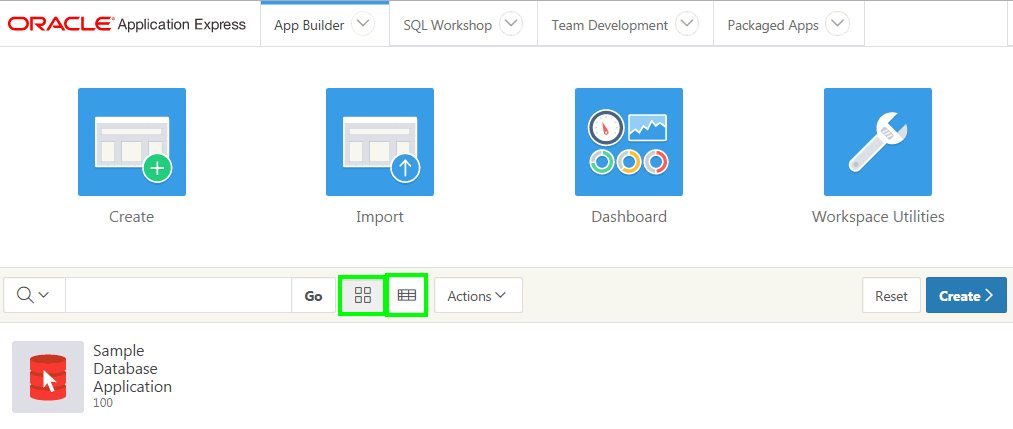 ORACLE Application Express App Builder SQL Workshop Team Development Packaged Apps
Create Import Dashboard Workspace Utilities
Go Actions Reset Create
Sample
Database
Application
100